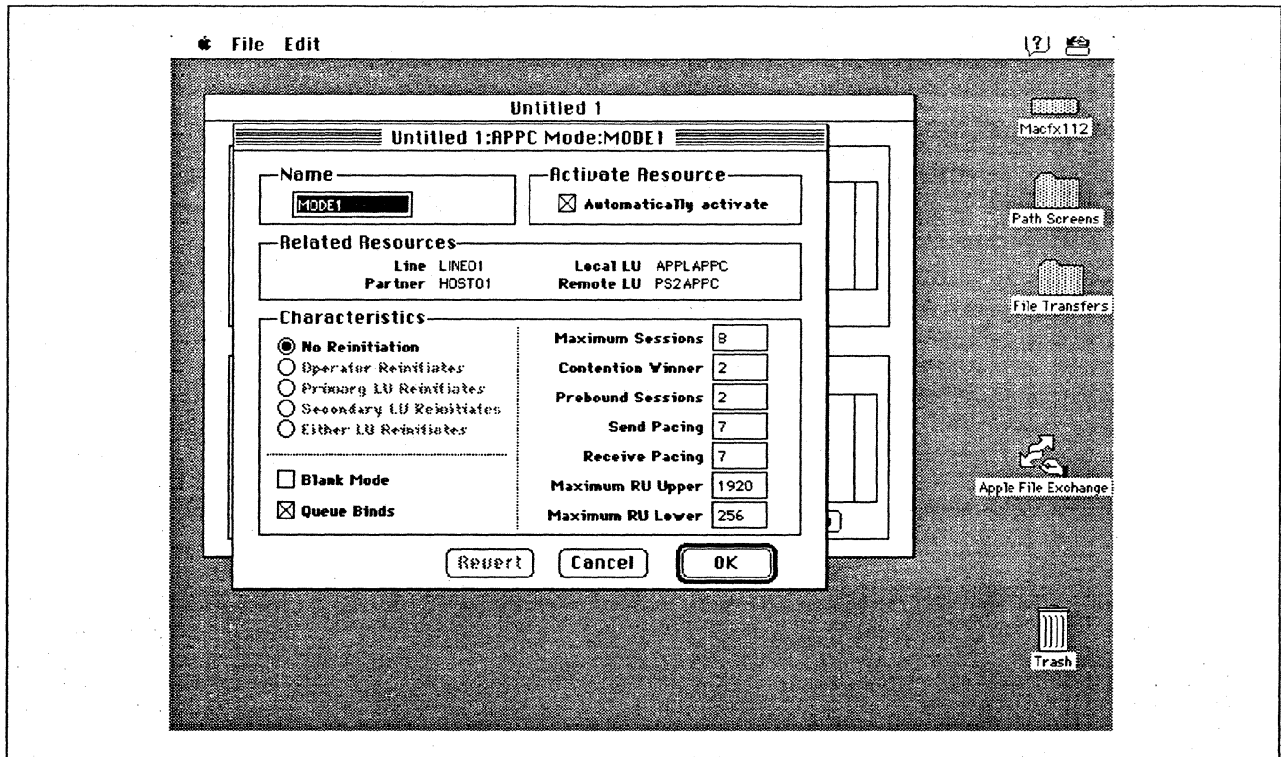 File Edit
Untitled 1
Untitled 1:APPC Mode:MODE1
Name
MODE1
Activate Resource
Automatically activate
Related Resources
Line LINE01
Partner HOST01
Local LU APPLAPPC
Remote LU PS2APPC
Characteristics
No Reinitiation
Operator Reinitiates
Primary LU Reinitiates
Secondary LU Reinitiates
Either LU Reinitiates
Blank Mode
Queue Binds
Maximum Sessions 8
Contention Winner 2
Prebound Sessions 2
Send Pacing 7
Receive Pacing 7
Maximum RU Upper 1920
Maximum RU Lower 256
Revert Cancel OK
Macfx112
Path Screens
File Transfers
Apple File Exchange
Trash